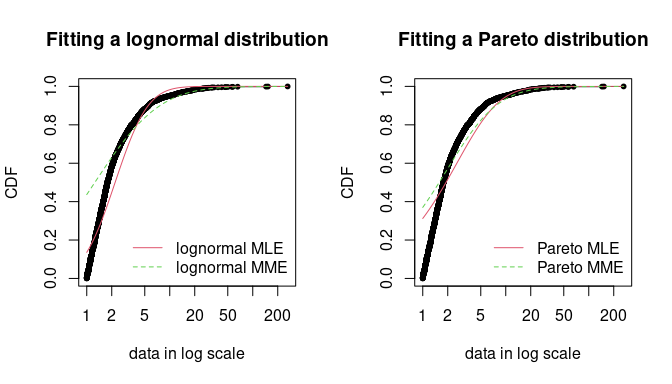 Fitting a lognormal distribution
CDF
1.0
0.8
0.6
0.4
0.2
0.0
lognormal MLE
lognormal MME
1 2 5 20 50 200
data in log scale
Fitting a Pareto distribution
CDF
1.0
0.8
0.6
0.4
0.2
0.0
Pareto MLE
Pareto MME
1 2 5 20 50 200
data in log scale